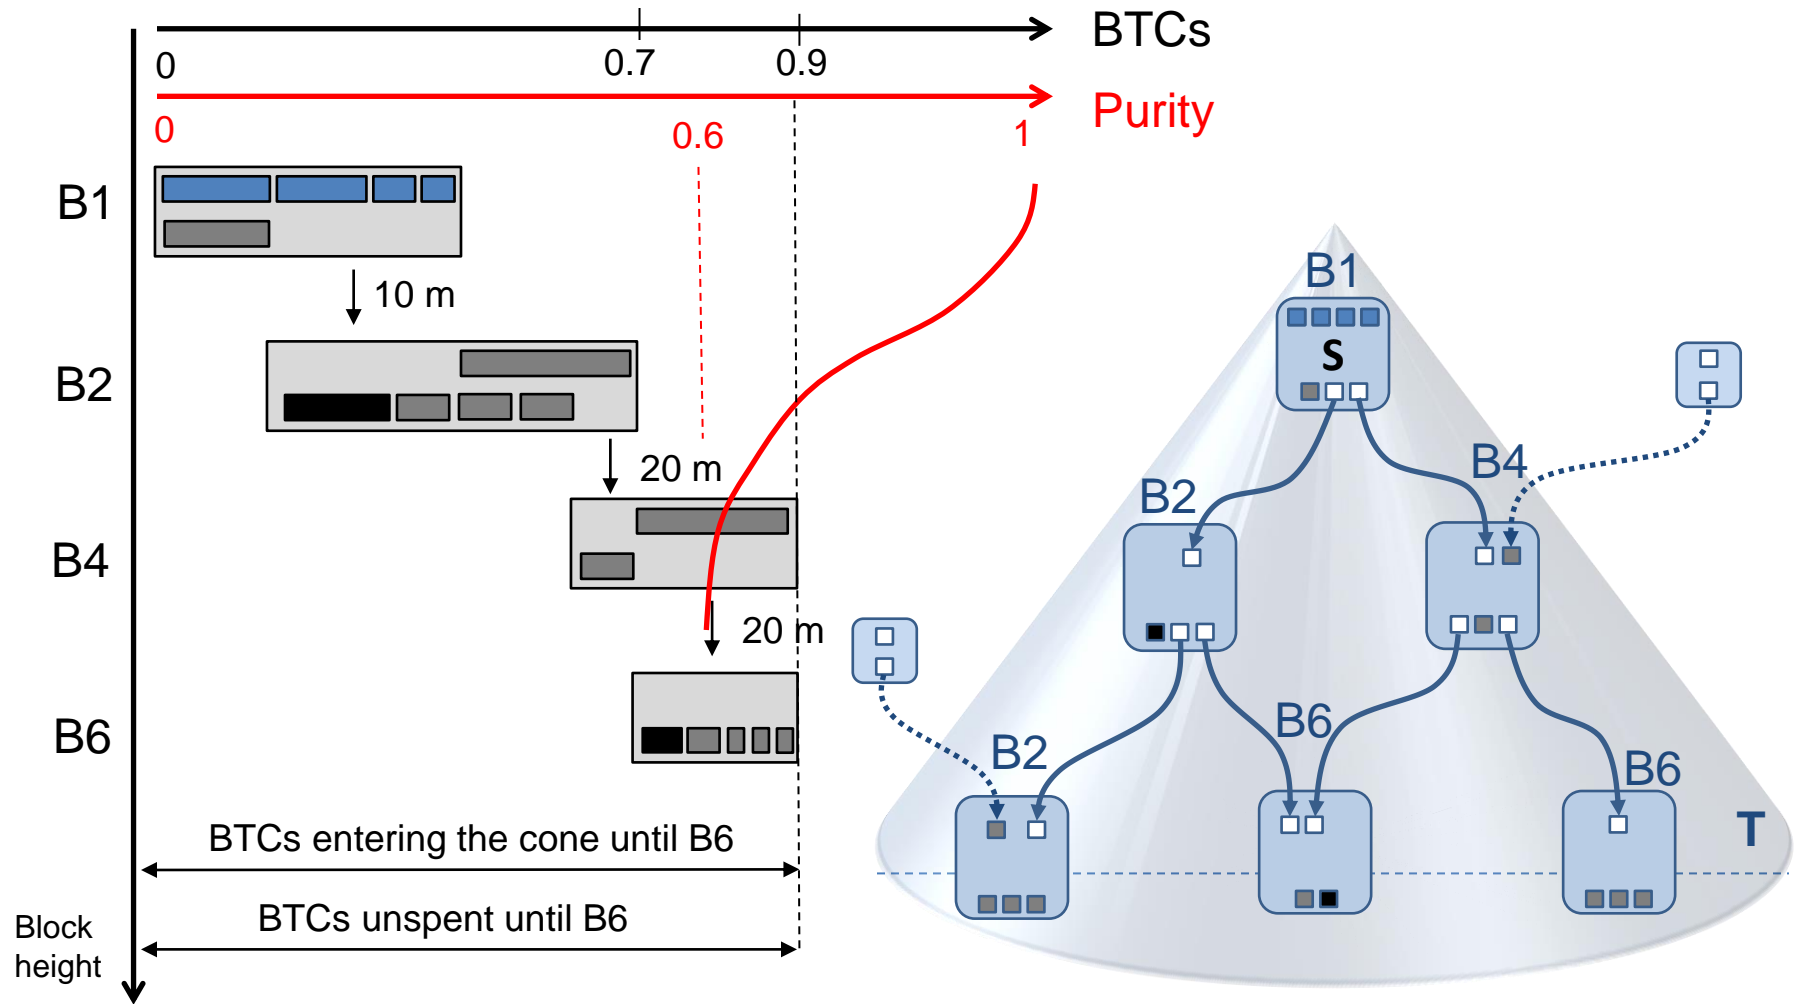 BTCs
0
0.7
0.9
Purity
0
0.6
1
B1
10 m
B2
20 m
B4
20 m
B6
BTCs entering the cone until B6
BTCs unspent until B6
Block
height
B1
S
B2
B4
B2
B6
B6
T